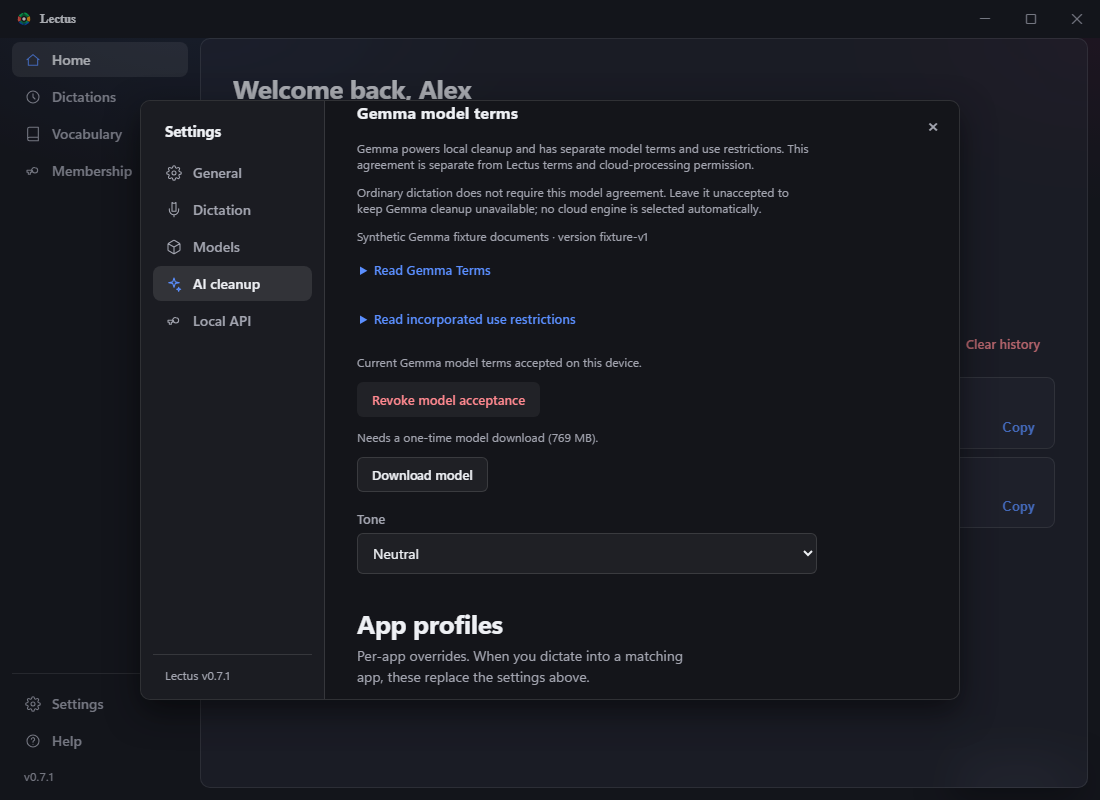 Lectus
Home
Dictations
Vocabulary
Membership
Settings
Help
v0.7.1
Welcome back, Alex
Clear history
Copy
Copy
Settings
General
Dictation
Models
AI cleanup
Local API
Lectus v0.7.1
Gemma model terms
Gemma powers local cleanup and has separate model terms and use restrictions. This
agreement is separate from Lectus terms and cloud-processing permission.
Ordinary dictation does not require this model agreement. Leave it unaccepted to
keep Gemma cleanup unavailable; no cloud engine is selected automatically.
Synthetic Gemma fixture documents · version fixture-v1
Read Gemma Terms
Read incorporated use restrictions
Current Gemma model terms accepted on this device.
Revoke model acceptance
Needs a one-time model download (769 MB).
Download model
Tone
Neutral
App profiles
Per-app overrides. When you dictate into a matching
app, these replace the settings above.